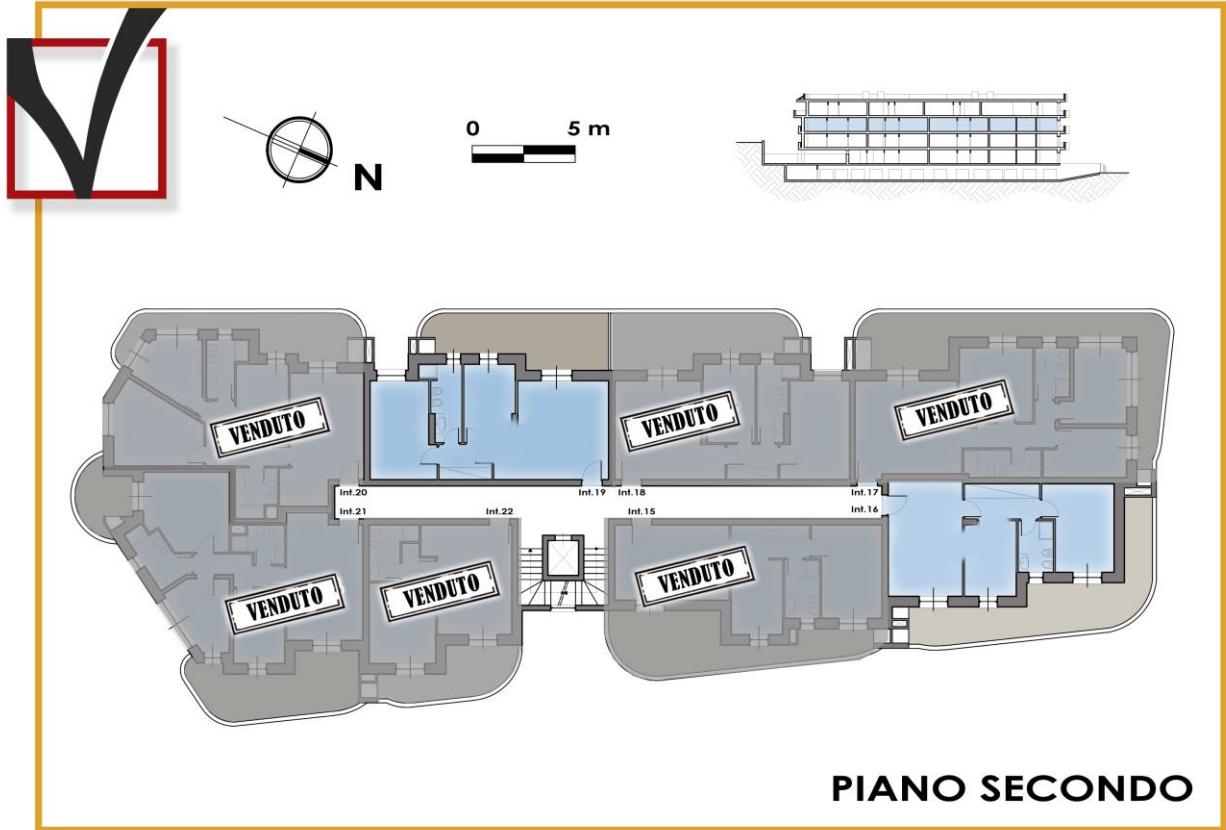 0 5 m
N
VENDUTO
VENDUTO
VENDUTO
Int.20
Int.19
Int.18
Int.17
Int.21
Int.22
Int.15
Int.16
VENDUTO
VENDUTO
VENDUTO
PIANO SECONDO